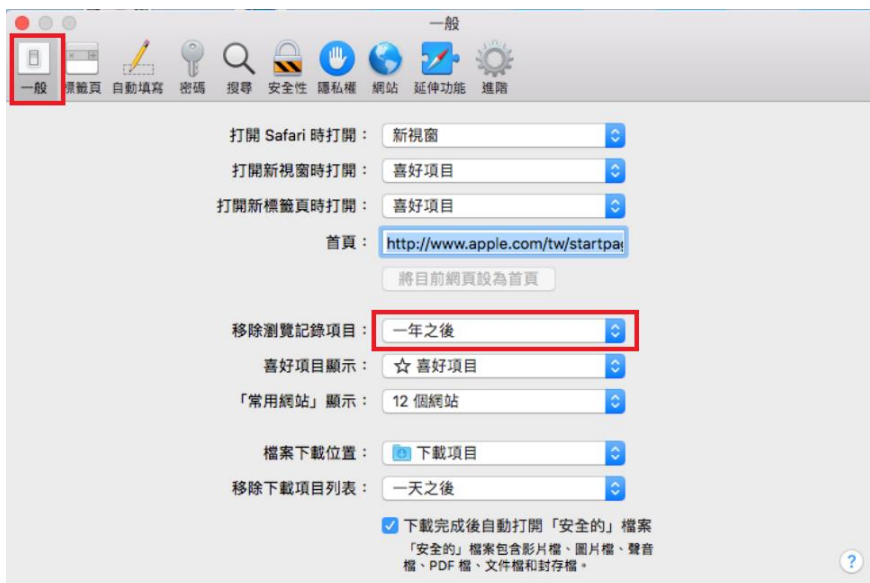 一般
一般 標籤頁 自動填寫 密碼 搜尋 安全性 隱私權 網站 延伸功能 進階
打開 Safari 時打開： 新視窗
打開新視窗時打開： 喜好項目
打開新標籤頁時打開： 喜好項目
首頁： http://www.apple.com/tw/startpag
將目前網頁設為首頁
移除瀏覽記錄項目： 一年之後
喜好項目顯示： ☆ 喜好項目
「常用網站」顯示： 12 個網站
檔案下載位置： 下載項目
移除下載項目列表： 一天之後
下載完成後自動打開「安全的」檔案
「安全的」檔案包含影片檔、圖片檔、聲音
檔、PDF 檔、文件檔和封存檔。
?